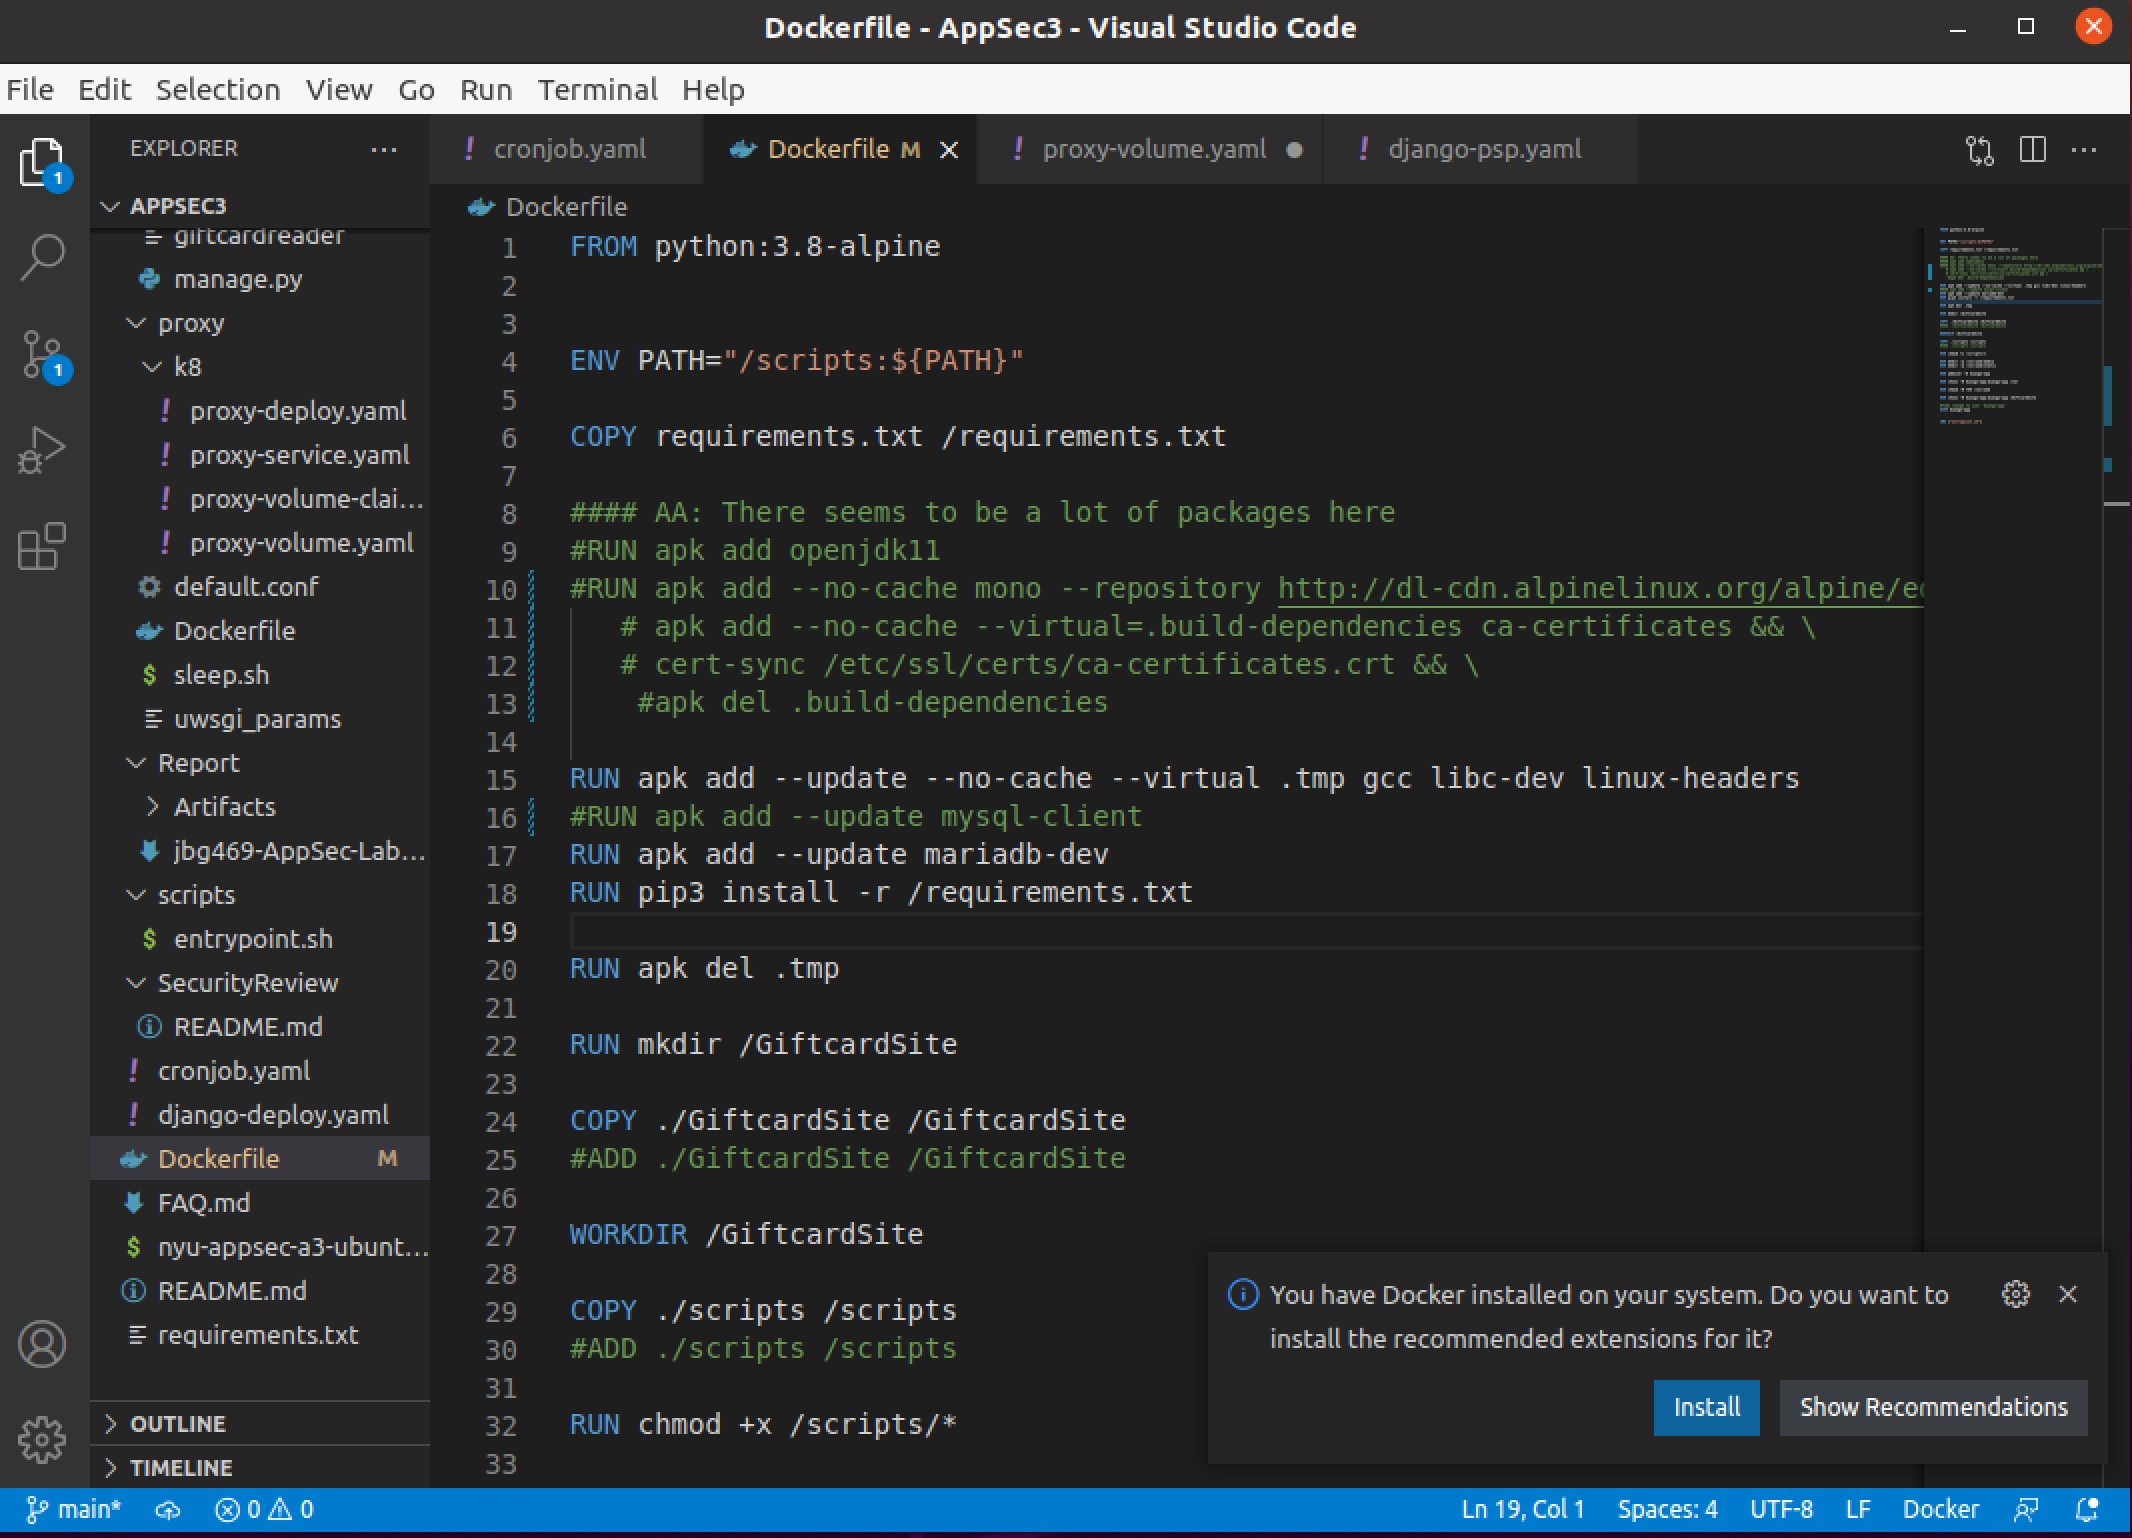 Dockerfile - AppSec3 - Visual Studio Code
File Edit Selection View Go Run Terminal Help
EXPLORER
APPSEC3
giftcardreader
manage.py
proxy
k8
proxy-deploy.yaml
proxy-service.yaml
proxy-volume-clai...
proxy-volume.yaml
default.conf
Dockerfile
sleep.sh
uwsgi_params
Report
Artifacts
jbg469-AppSec-Lab...
scripts
entrypoint.sh
SecurityReview
README.md
cronjob.yaml
django-deploy.yaml
Dockerfile M
FAQ.md
nyu-appsec-a3-ubunt...
README.md
requirements.txt
OUTLINE
TIMELINE
1
1
cronjob.yaml Dockerfile M proxy-volume.yaml django-psp.yaml
Dockerfile
1 FROM python:3.8-alpine
2
3
4 ENV PATH="/scripts:${PATH}"
5
6 COPY requirements.txt /requirements.txt
7
8 #### AA: There seems to be a lot of packages here
9 #RUN apk add openjdk11
10 #RUN apk add --no-cache mono --repository http://dl-cdn.alpinelinux.org/alpine/e
11 # apk add --no-cache --virtual=.build-dependencies ca-certificates && \
12 # cert-sync /etc/ssl/certs/ca-certificates.crt && \
13 #apk del .build-dependencies
14
15 RUN apk add --update --no-cache --virtual .tmp gcc libc-dev linux-headers
16 #RUN apk add --update mysql-client
17 RUN apk add --update mariadb-dev
18 RUN pip3 install -r /requirements.txt
19
20 RUN apk del .tmp
21
22 RUN mkdir /GiftcardSite
23
24 COPY ./GiftcardSite /GiftcardSite
25 #ADD ./GiftcardSite /GiftcardSite
26
27 WORKDIR /GiftcardSite
28
29 COPY ./scripts /scripts
30 #ADD ./scripts /scripts
31
32 RUN chmod +x /scripts/*
33
You have Docker installed on your system. Do you want to
install the recommended extensions for it?
Install Show Recommendations
main* 0 0 Ln 19, Col 1 Spaces: 4 UTF-8 LF Docker